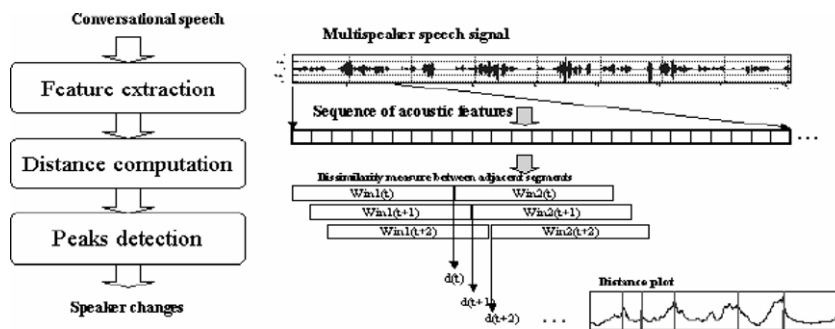 Conversational speech
Feature extraction
Distance computation
Peaks detection
Speaker changes
Multispeaker speech signal
Sequence of acoustic features
...
Dissimilarity measure between adjacent segments
Win1(t) Win2(t)
Win1(t+1) Win2(t+1)
Win1(t+2) Win2(t+2)
d(t)
d(t+1)
d(t+2) ...
Distance plot